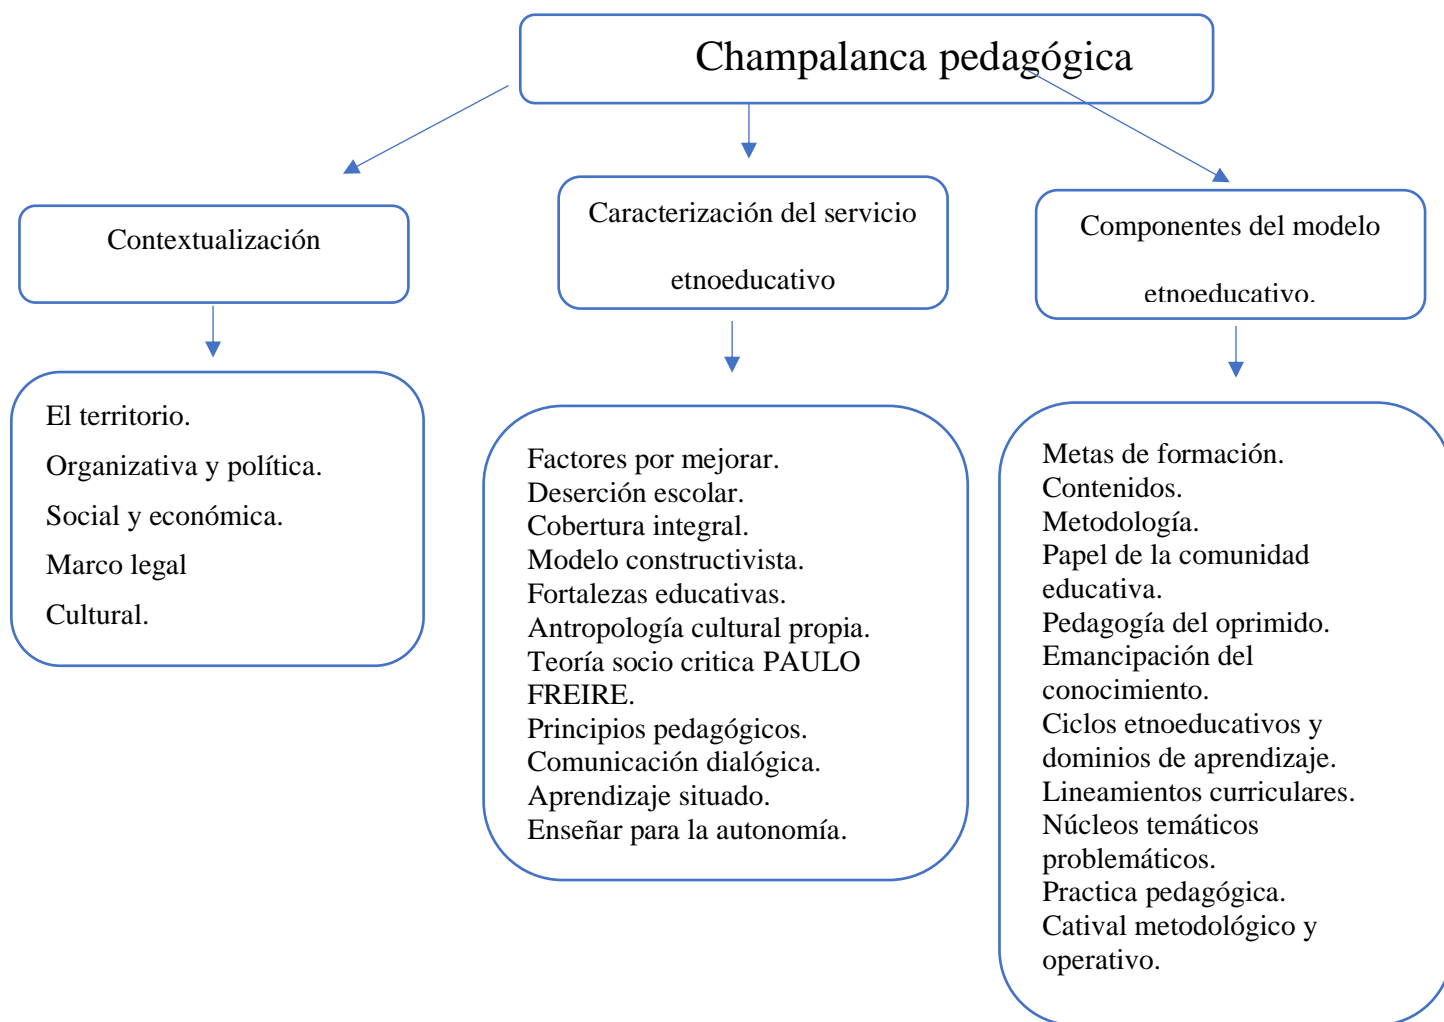 Champalanca pedagógica
Contextualización
Caracterización del servicio
etnoeducativo
Componentes del modelo
etnoeducativo.
El territorio.
Organizativa y política.
Social y económica.
Marco legal
Cultural.
Factores por mejorar.
Deserción escolar.
Cobertura integral.
Modelo constructivista.
Fortalezas educativas.
Antropología cultural propia.
Teoría socio critica PAULO
FREIRE.
Principios pedagógicos.
Comunicación dialógica.
Aprendizaje situado.
Enseñar para la autonomía.
Metas de formación.
Contenidos.
Metodología.
Papel de la comunidad
educativa.
Pedagogía del oprimido.
Emancipación del
conocimiento.
Ciclos etnoeducativos y
dominios de aprendizaje.
Lineamientos curriculares.
Núcleos temáticos
problemáticos.
Practica pedagógica.
Catival metodológico y
operativo.